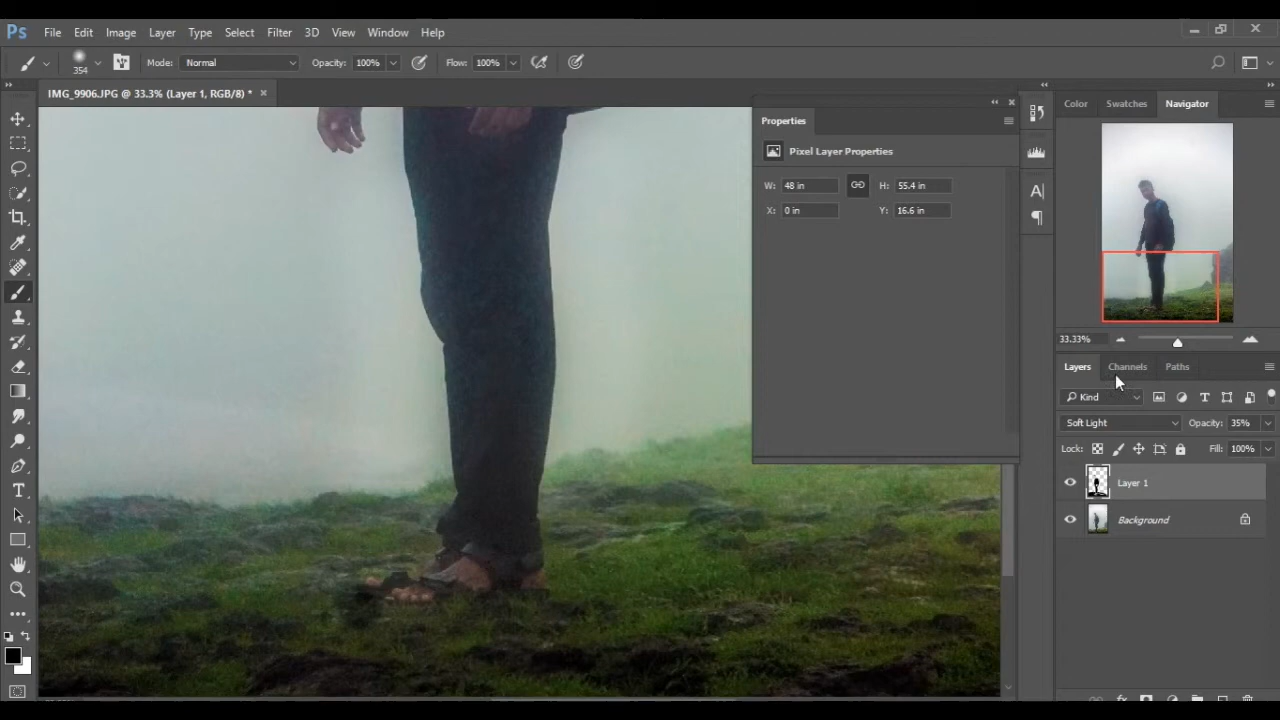 Ps File Edit Image Layer Type Select Filter 3D View Window Help
354 Mode: Normal Opacity: 100% Flow: 100%
IMG_9906.JPG @ 33.3% (Layer 1, RGB/8) *
Color Swatches Navigator
Properties
Pixel Layer Properties
W: 48 in H: 55.4 in
X: 0 in Y: 16.6 in
33.33%
Layers Channels Paths
Kind
Soft Light Opacity: 35%
Lock: Fill: 100%
Layer 1
Background